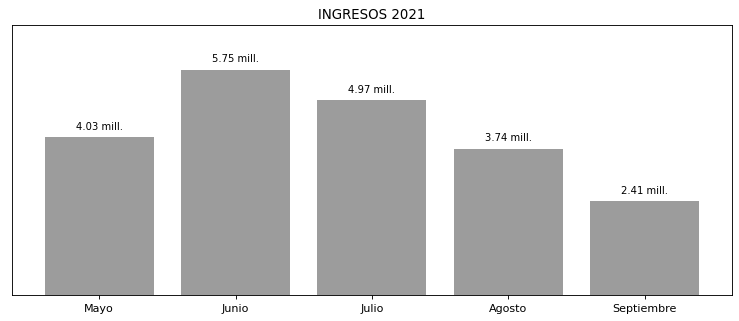 INGRESOS 2021
5.75 mill.
4.97 mill.
4.03 mill.
3.74 mill.
2.41 mill.
Mayo Junio Julio Agosto Septiembre